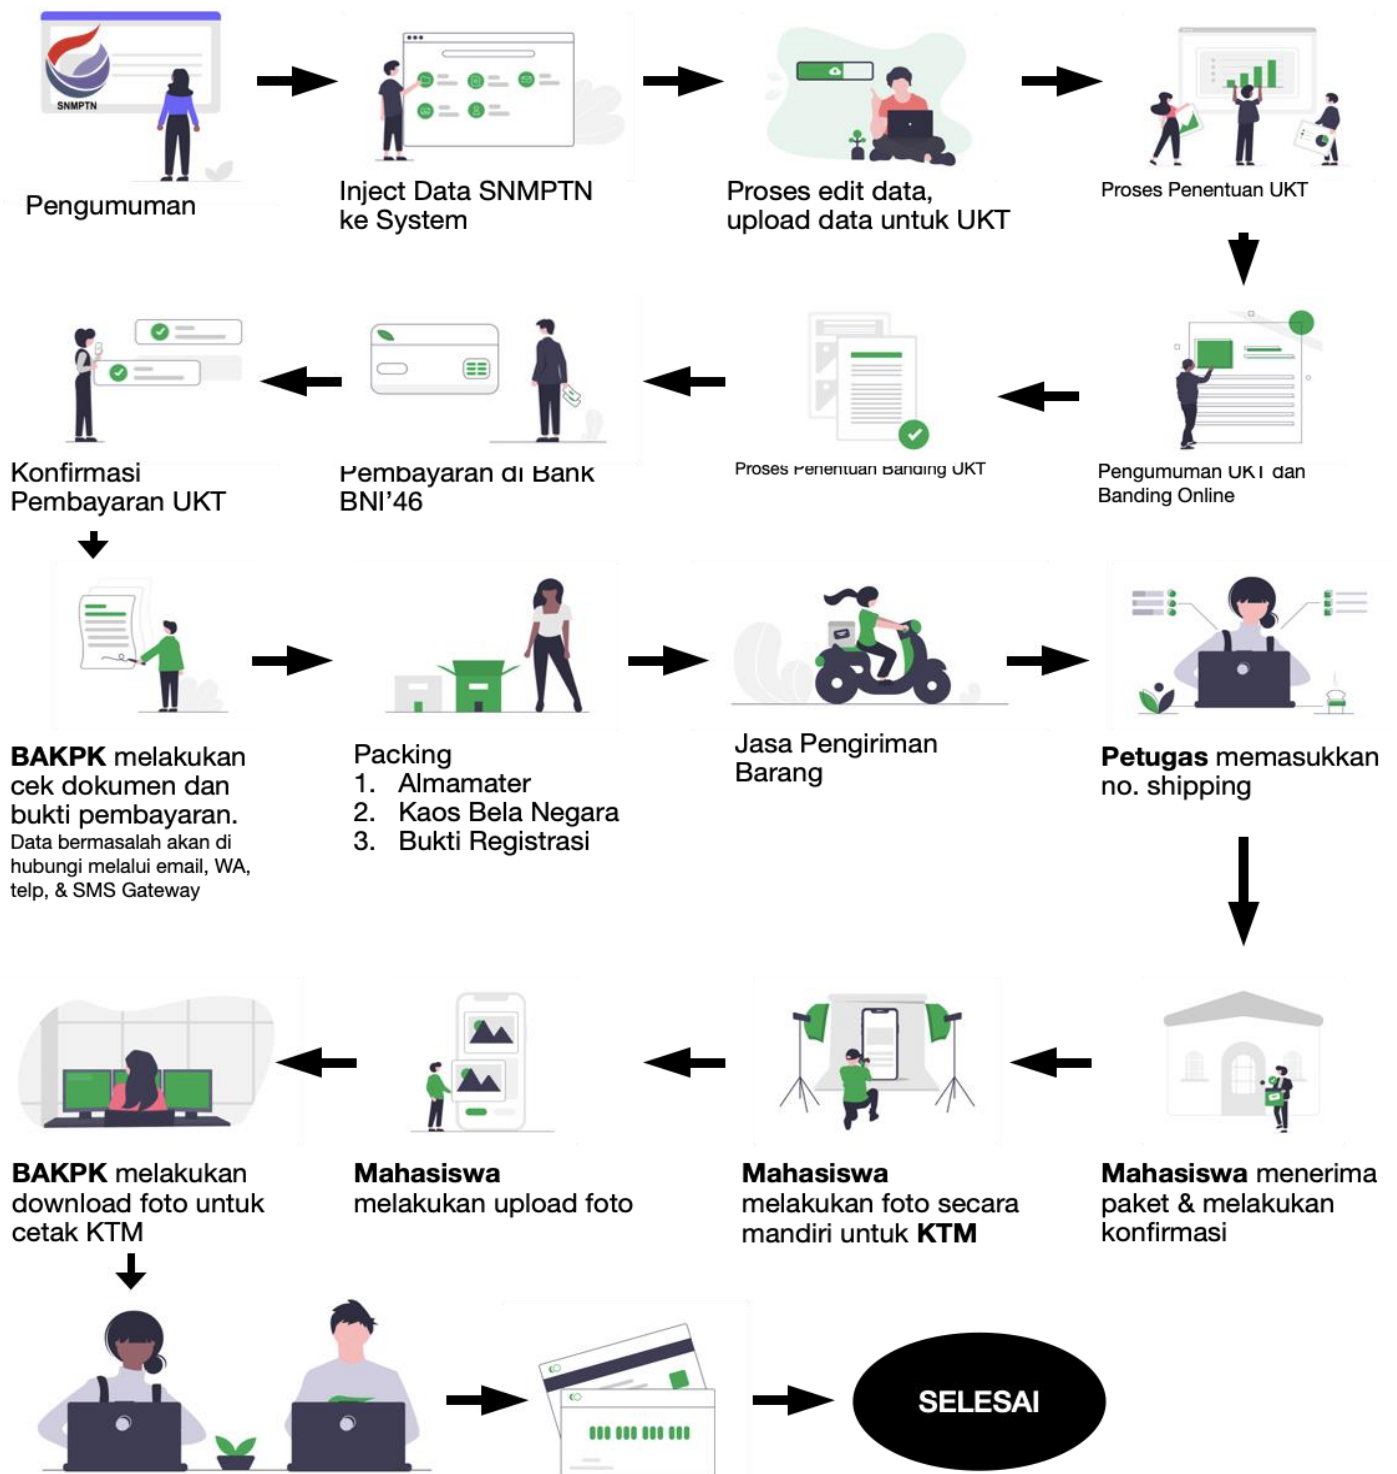 SNMPTN
Pengumuman
Inject Data SNMPTN
ke System
Proses edit data,
upload data untuk UKT
Proses Penentuan UKT
Pengumuman UKT dan
Banding Online
Proses Penentuan Banding UKT
Pembayaran di Bank
BNI'46
Konfirmasi
Pembayaran UKT
BAKPK melakukan
cek dokumen dan
bukti pembayaran.
Data bermasalah akan di
hubungi melalui email, WA,
telp, & SMS Gateway
Packing
1. Almamater
2. Kaos Bela Negara
3. Bukti Registrasi
Jasa Pengiriman
Barang
Petugas memasukkan
no. shipping
Mahasiswa menerima
paket & melakukan
konfirmasi
Mahasiswa
melakukan foto secara
mandiri untuk KTM
Mahasiswa
melakukan upload foto
BAKPK melakukan
download foto untuk
cetak KTM
SELESAI